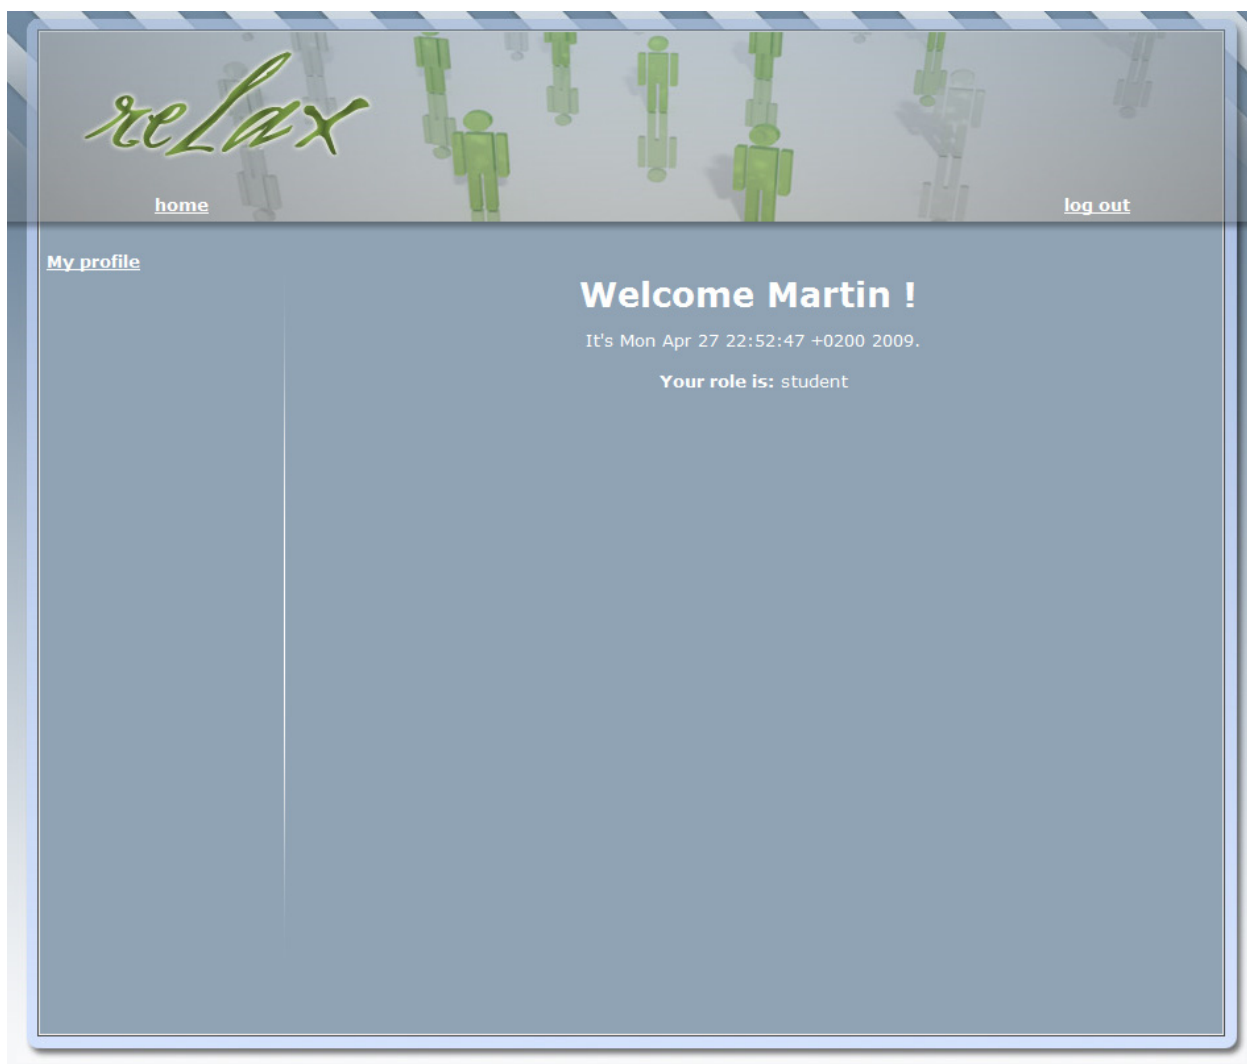 relax
home
log out
My profile
Welcome Martin !
It's Mon Apr 27 22:52:47 +0200 2009.
Your role is: student